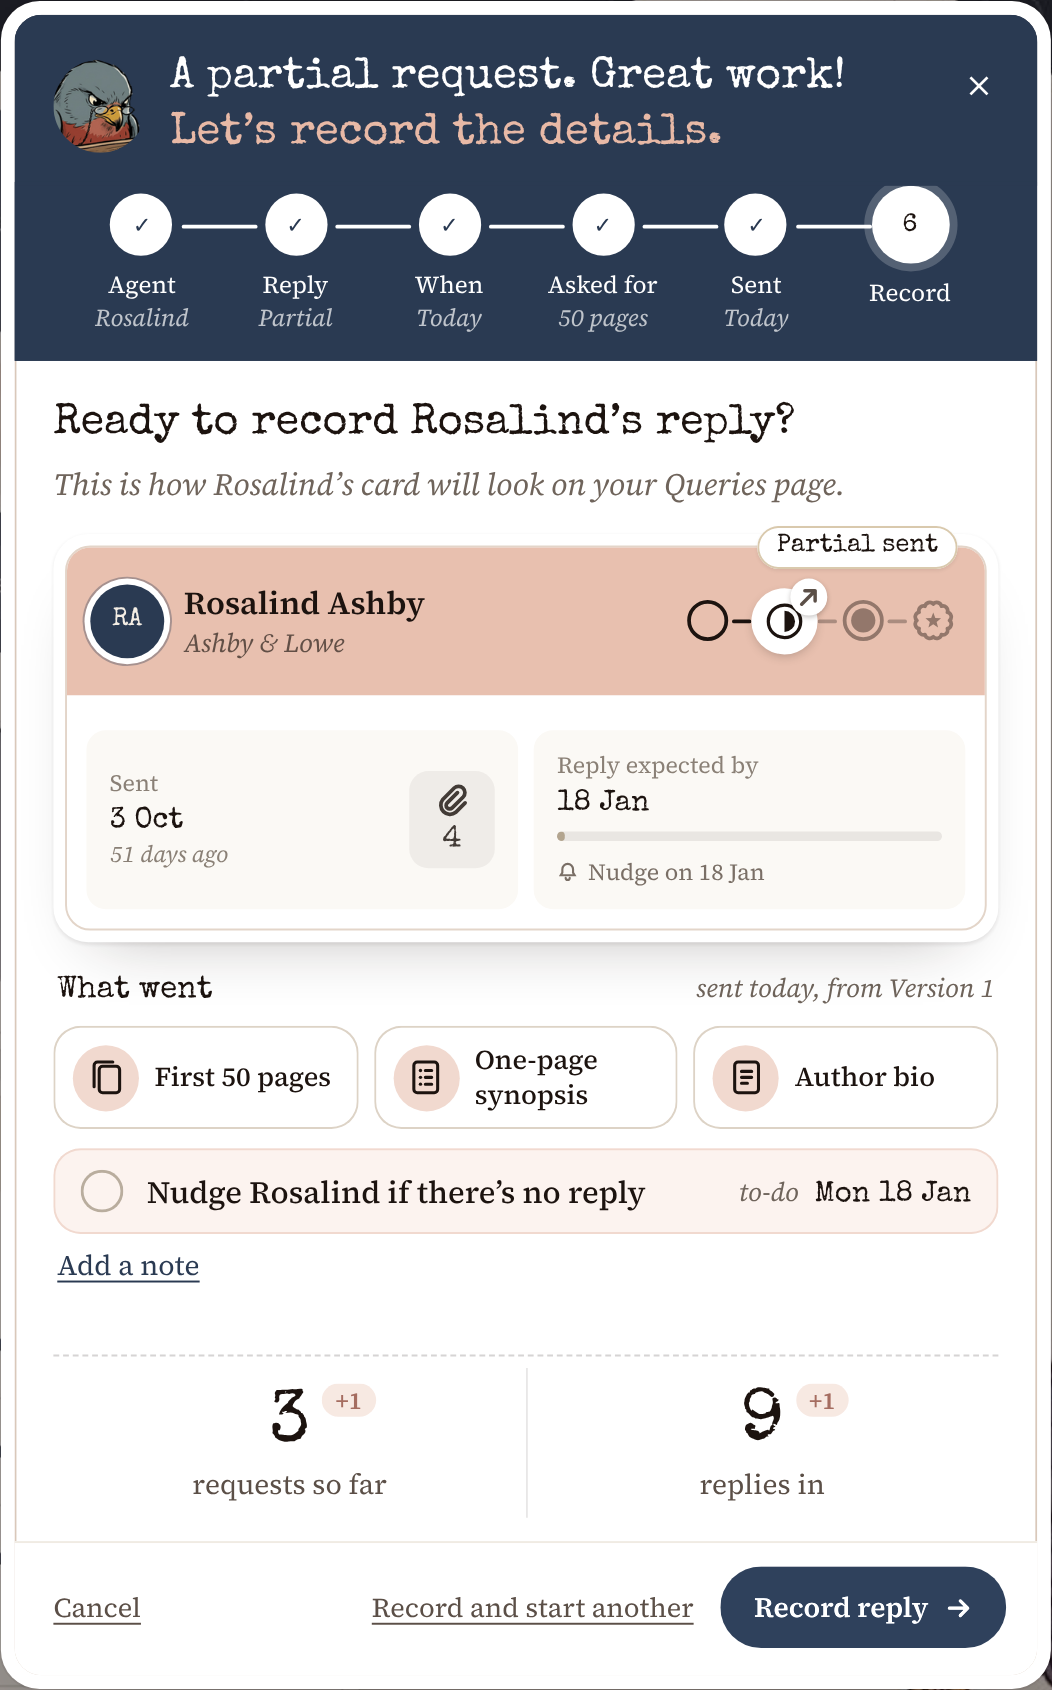 A partial request. Great work!
Let's record the details.
✓
✓
✓
✓
✓
6
Agent
Reply
When
Asked for
Sent
Record
Rosalind
Partial
Today
50 pages
Today
Ready to record Rosalind's reply?
This is how Rosalind's card will look on your Queries page.
Partial sent
RA
Rosalind Ashby
Ashby & Lowe
Sent
3 Oct
51 days ago
4
Reply expected by
18 Jan
Nudge on 18 Jan
What went
sent today, from Version 1
First 50 pages
One-page
synopsis
Author bio
Nudge Rosalind if there's no reply
to-do Mon 18 Jan
Add a note
3 +1
requests so far
9 +1
replies in
Cancel
Record and start another
Record reply →